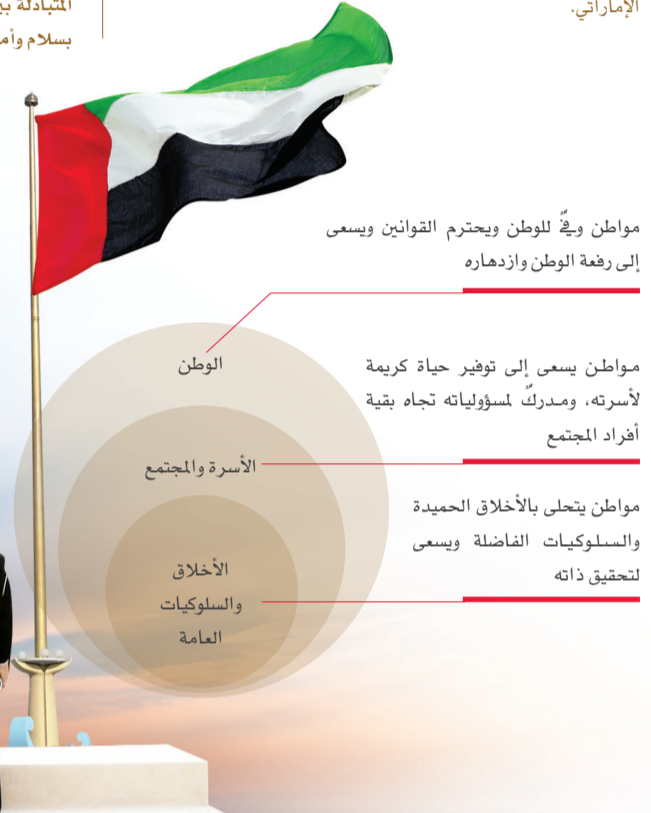 الإماراتي.
المتبادلة
بسلام
مواطن وفيٌّ للوطن ويحترم القوانين ويسعى
إلى رفعة الوطن وازدهاره
الوطن
مواطن يسعى إلى توفير حياة كريمة
لأسرته، ومدركٌ لمسؤولياته تجاه بقية
أفراد المجتمع
الأسرة والمجتمع
مواطن يتحلى بالأخلاق الحميدة
والسلوكيات الفاضلة ويسعى
لتحقيق ذاته
الأخلاق
والسلوكيات
العامة